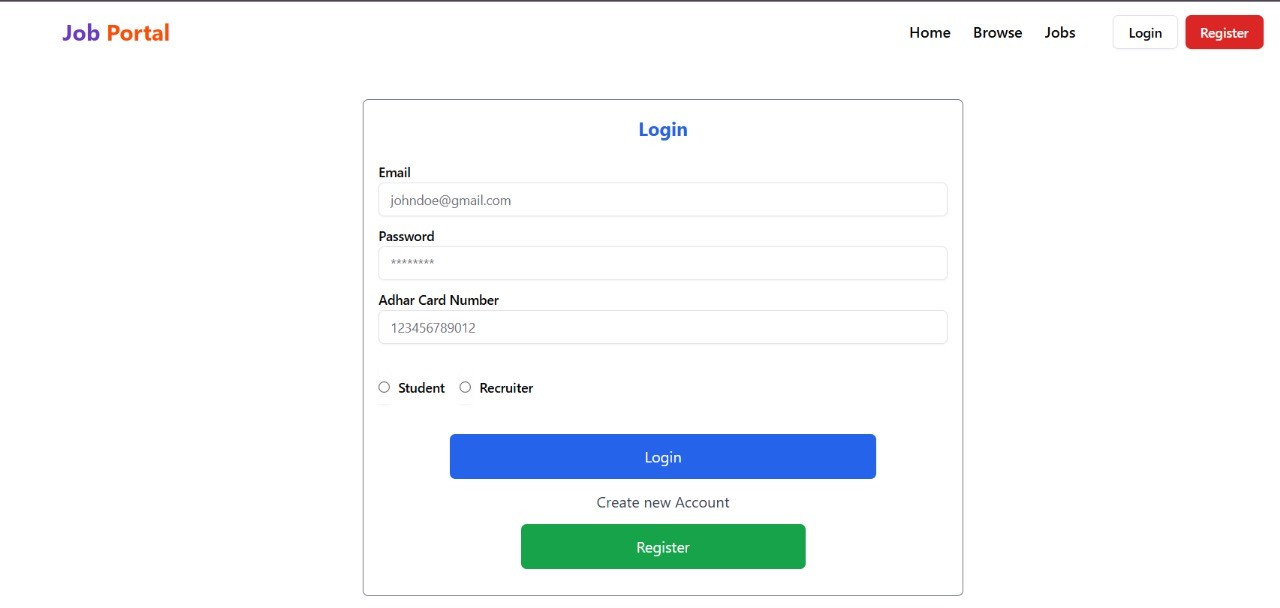 Job Portal
Home Browse Jobs Login Register
Login
Email
johndoe@gmail.com
Password
********
Adhar Card Number
123456789012
Student Recruiter
Login
Create new Account
Register